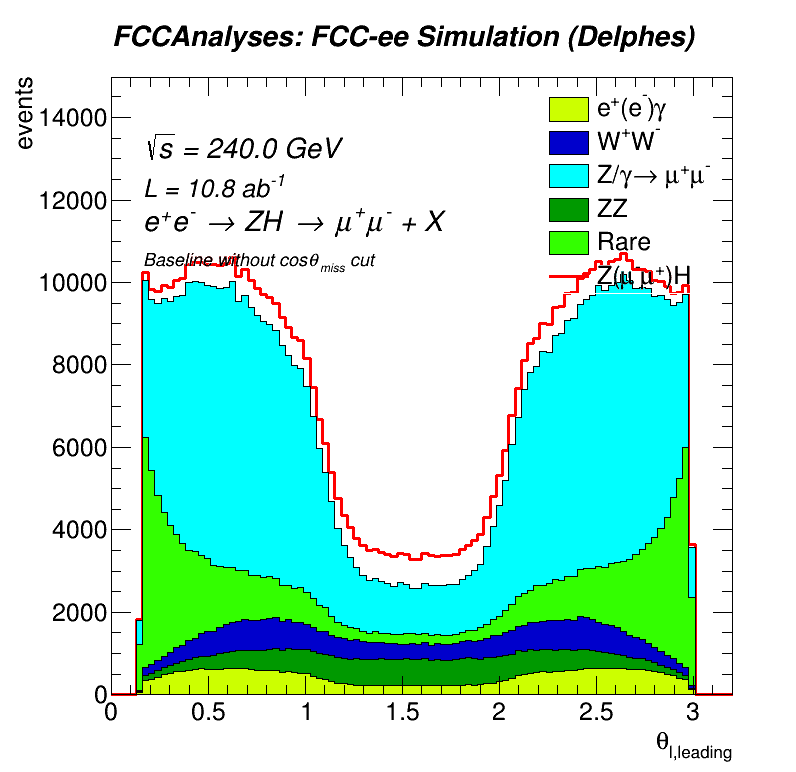 FCCAnalyses: FCC-ee Simulation (Delphes)
events
√s = 240.0 GeV
L = 10.8 ab⁻¹
e⁺e⁻ → ZH → μ⁺μ⁻ + X
Baseline without cosθ_miss cut
e⁺(e⁻)γ
W⁺W⁻
Z/γ→ μ⁺μ⁻
ZZ
Rare
Z(μ⁻μ⁺)H
14000
12000
10000
8000
6000
4000
2000
0
0 0.5 1 1.5 2 2.5 3
θ_l,leading